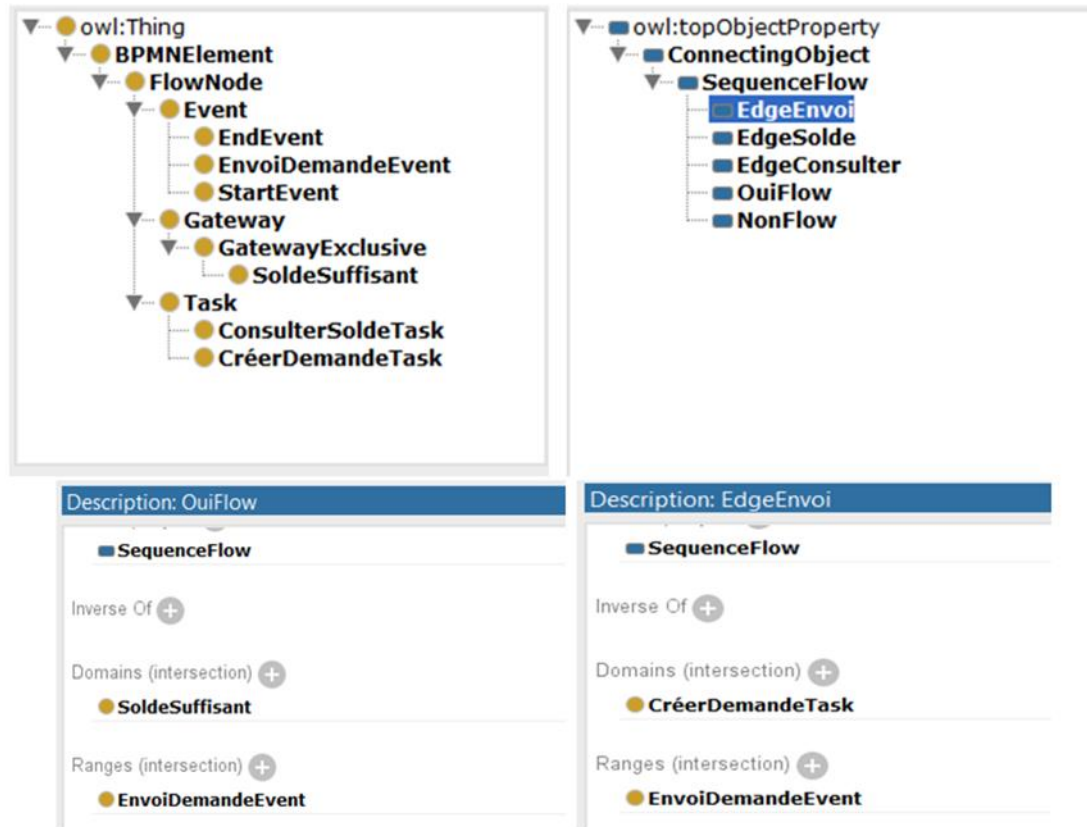 owl:Thing
BPMNElement
FlowNode
Event
EndEvent
EnvoiDemandeEvent
StartEvent
Gateway
GatewayExclusive
SoldeSuffisant
Task
ConsulterSoldeTask
CréerDemandeTask
owl:topObjectProperty
ConnectingObject
SequenceFlow
EdgeEnvoi
EdgeSolde
EdgeConsulter
OuiFlow
NonFlow
Description: OuiFlow
SequenceFlow
Inverse Of
Domains (intersection)
SoldeSuffisant
Ranges (intersection)
EnvoiDemandeEvent
Description: EdgeEnvoi
SequenceFlow
Inverse Of
Domains (intersection)
CréerDemandeTask
Ranges (intersection)
EnvoiDemandeEvent